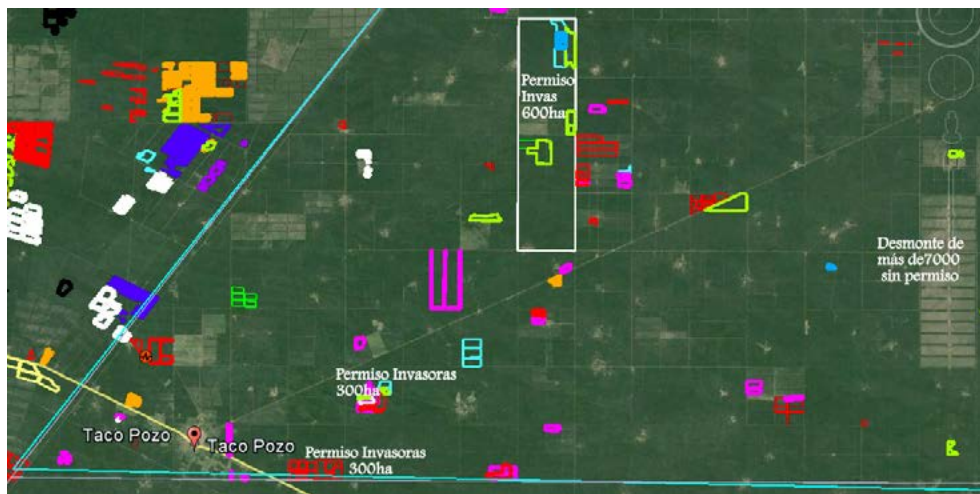 Permiso
Invas
600ha
Desmonte de
más de7000
sin permiso
Permiso Invasoras
300ha
Taco Pozo
Taco Pozo
Permiso Invasoras
300ha